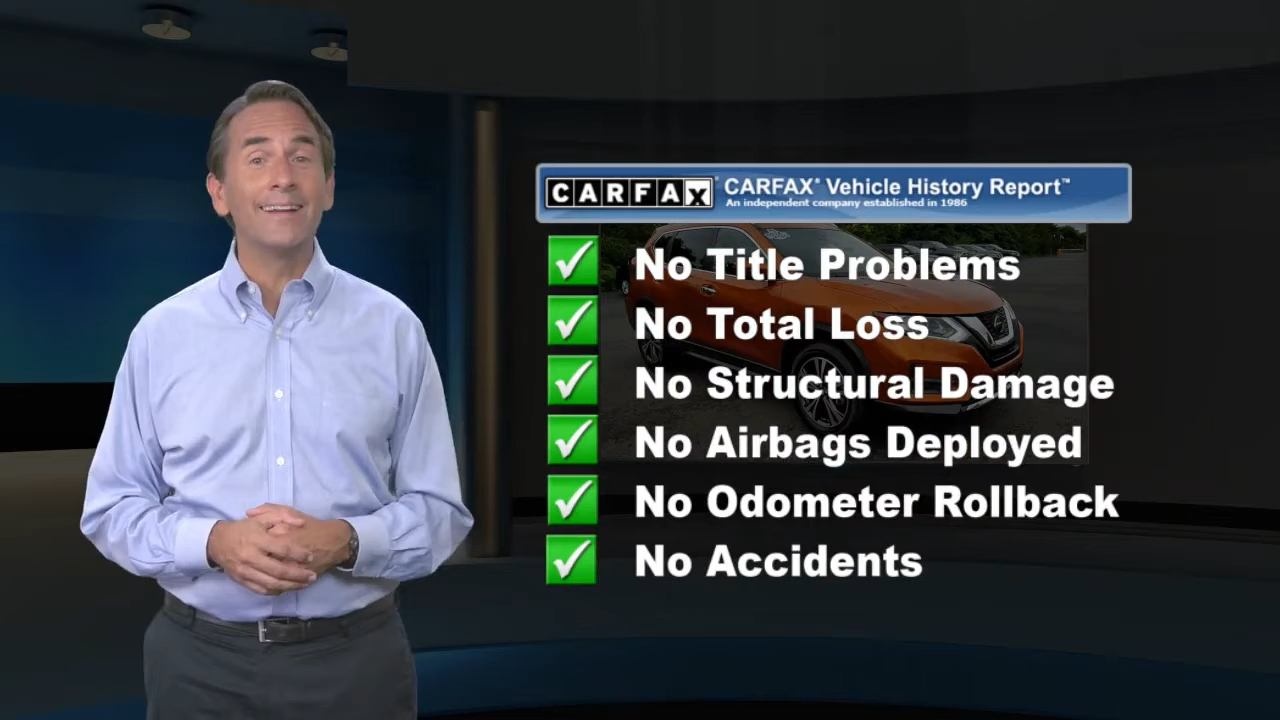 CARFAX CARFAX® Vehicle History Report™
An independent company established in 1986
No Title Problems
No Total Loss
No Structural Damage
No Airbags Deployed
No Odometer Rollback
No Accidents